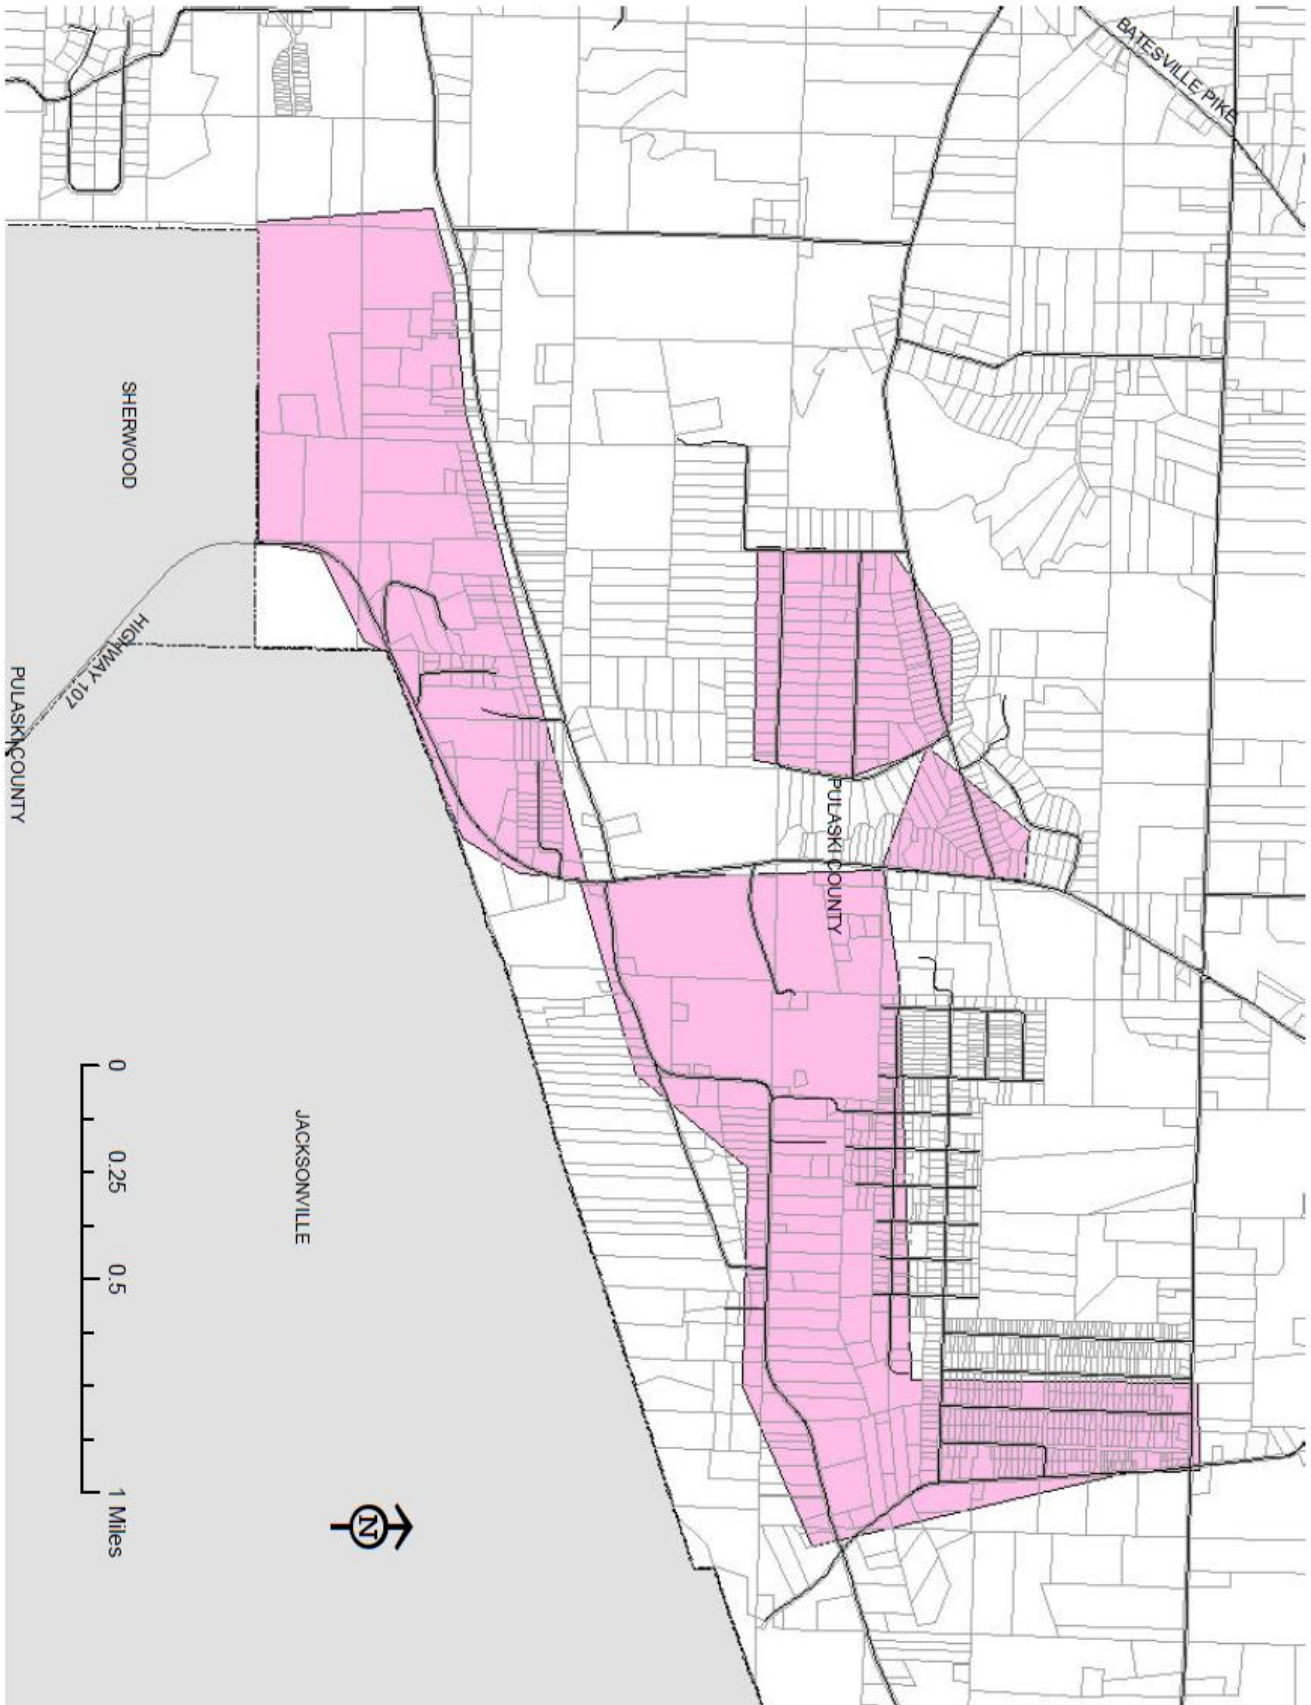 BATESVILLE PIKE
SHERWOOD
HIGHWAY 107
PULASKI COUNTY
PULASKI COUNTY
JACKSONVILLE
0 0.25 0.5 1 Miles
N